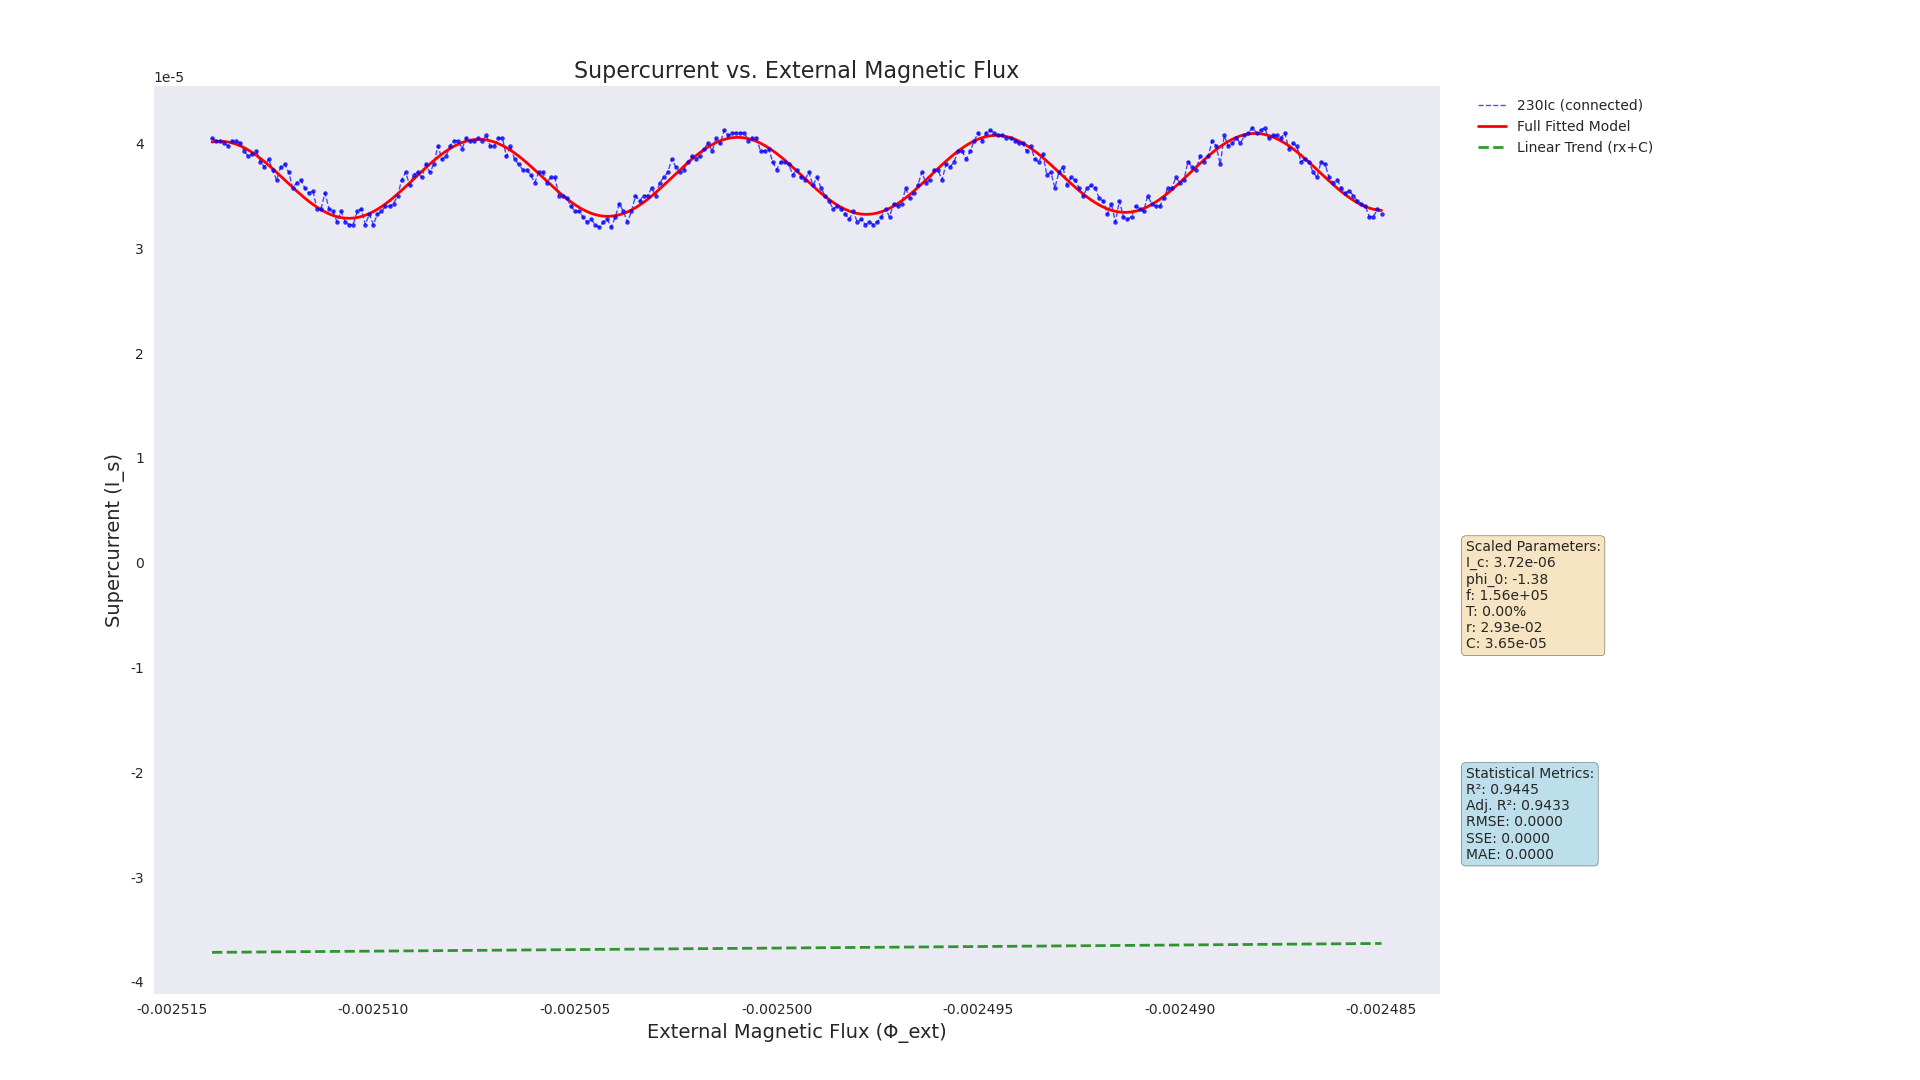 Supercurrent vs. External Magnetic Flux
1e-5
4
3
2
1
0
-1
-2
-3
-4
Supercurrent (I_s)
-0.002515
-0.002510
-0.002505
-0.002500
-0.002495
-0.002490
-0.002485
External Magnetic Flux (Φ_ext)
230Ic (connected)
Full Fitted Model
Linear Trend (rx+C)
Scaled Parameters:
I_c: 3.72e-06
phi_0: -1.38
f: 1.56e+05
T: 0.00%
r: 2.93e-02
C: 3.65e-05
Statistical Metrics:
R²: 0.9445
Adj. R²: 0.9433
RMSE: 0.0000
SSE: 0.0000
MAE: 0.0000